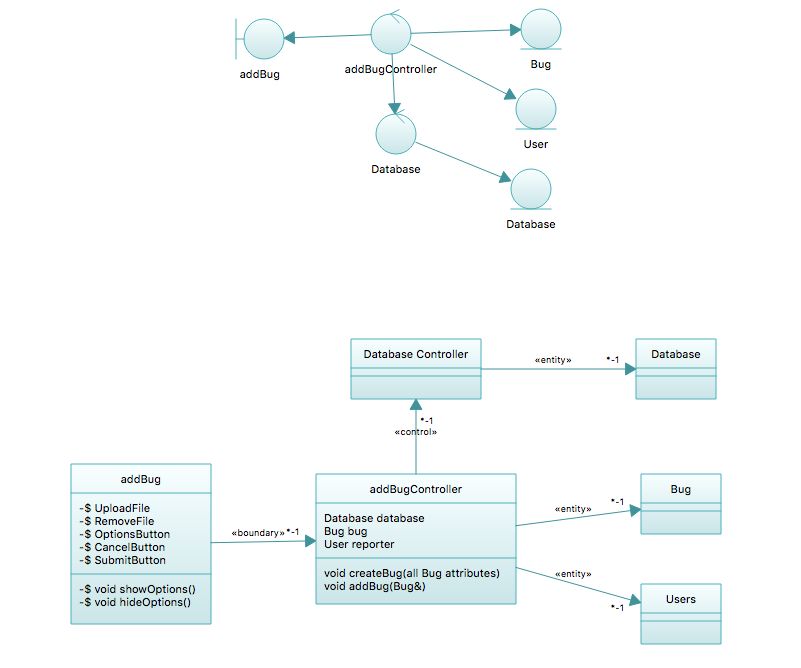 addBug
addBugController
Bug
User
Database
Database
Database Controller
«entity»
*-1
Database
*-1
«control»
addBug
-$ UploadFile
-$ RemoveFile
-$ OptionsButton
-$ CancelButton
-$ SubmitButton
-$ void showOptions()
-$ void hideOptions()
«boundary»
*-1
addBugController
Database database
Bug bug
User reporter
void createBug(all Bug attributes)
void addBug(Bug&)
«entity»
*-1
Bug
«entity»
*-1
Users